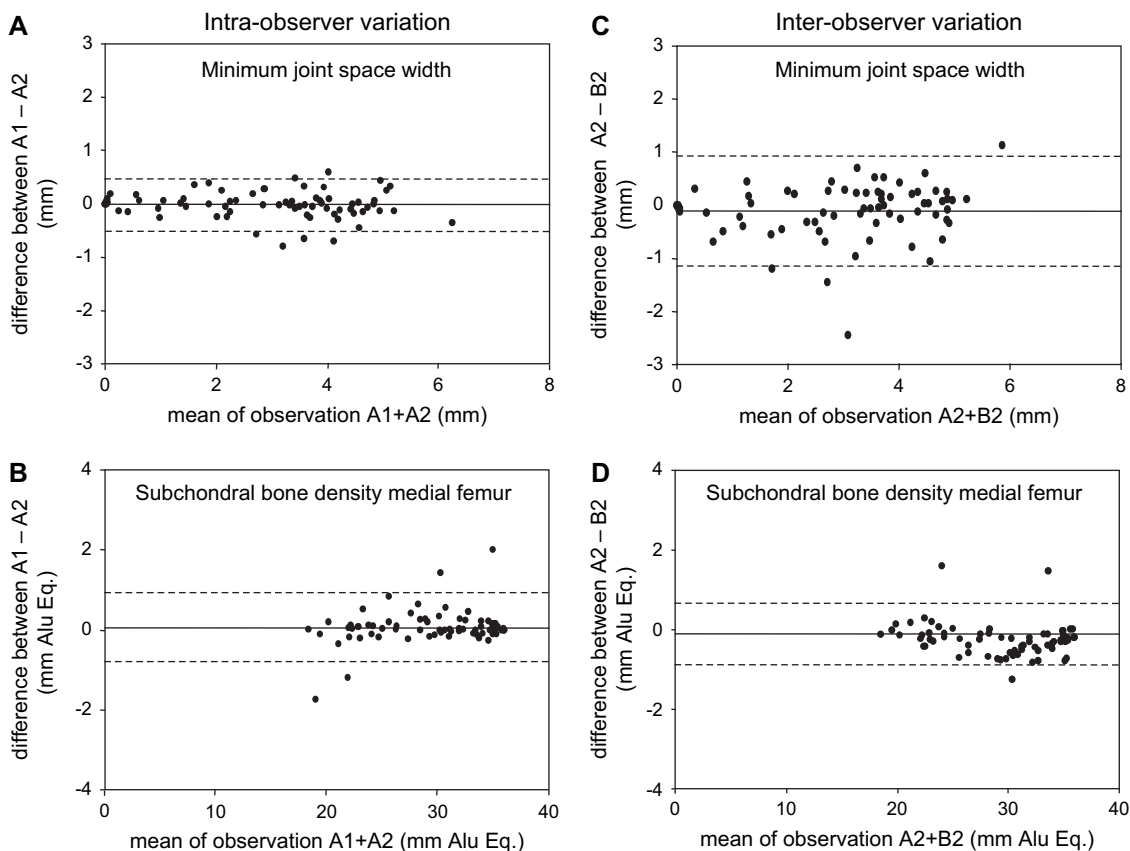 A
Intra-observer variation
Minimum joint space width
difference between A1 – A2
(mm)
3
2
1
0
-1
-2
-3
0 2 4 6 8
mean of observation A1+A2 (mm)
C
Inter-observer variation
Minimum joint space width
difference between A2 – B2
(mm)
3
2
1
0
-1
-2
-3
0 2 4 6 8
mean of observation A2+B2 (mm)
B
Subchondral bone density medial femur
difference between A1 – A2
(mm Alu Eq.)
4
2
0
-2
-4
0 10 20 30 40
mean of observation A1+A2 (mm Alu Eq.)
D
Subchondral bone density medial femur
difference between A2 – B2
(mm Alu Eq.)
4
2
0
-2
-4
0 10 20 30 40
mean of observation A2+B2 (mm Alu Eq.)